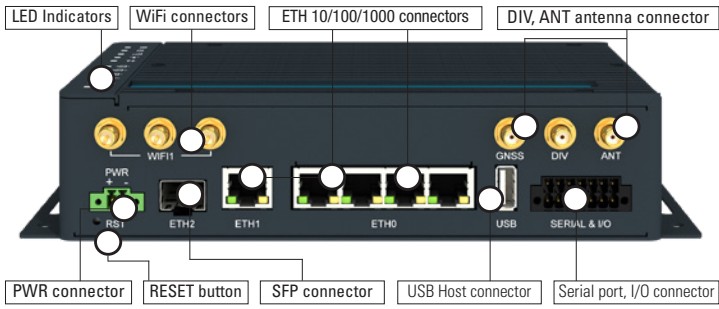 LED Indicators
WiFi connectors
ETH 10/100/1000 connectors
DIV, ANT antenna connector
WIFI1
GNSS
DIV
ANT
PWR
+ -
RST
ETH2
ETH1
ETH0
USB
SERIAL & I/O
PWR connector
RESET button
SFP connector
USB Host connector
Serial port, I/O connector